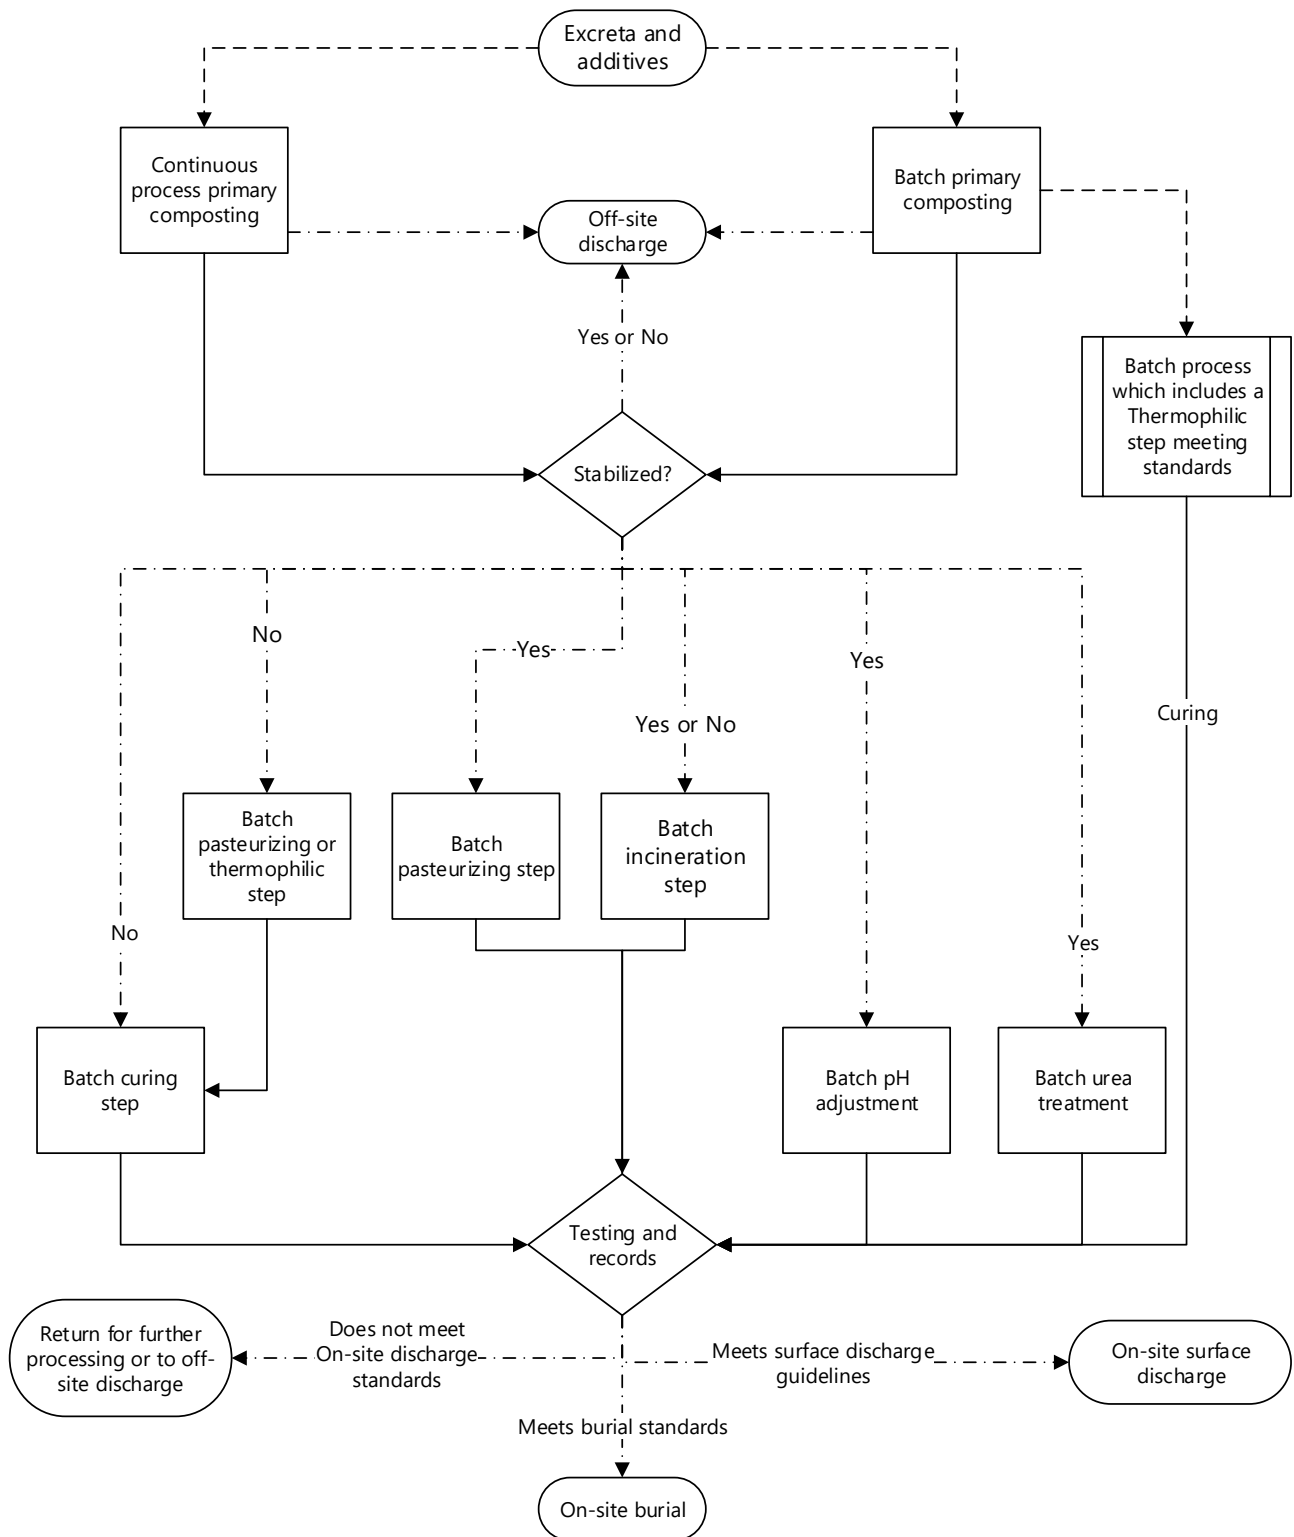 Excreta and
additives
Continuous
process primary
composting
Batch primary
composting
Off-site
discharge
Yes or No
Batch process
which includes a
Thermophilic
step meeting
standards
Stabilized?
No
Yes
Yes
Yes or No
Curing
Batch
pasteurizing or
thermophilic
step
Batch
pasteurizing step
Batch
incineration
step
No
Yes
Batch curing
step
Batch pH
adjustment
Batch urea
treatment
Testing and
records
Return for further
processing or to off-
site discharge
Does not meet
On-site discharge
standards
Meets surface discharge
guidelines
On-site surface
discharge
Meets burial standards
On-site burial